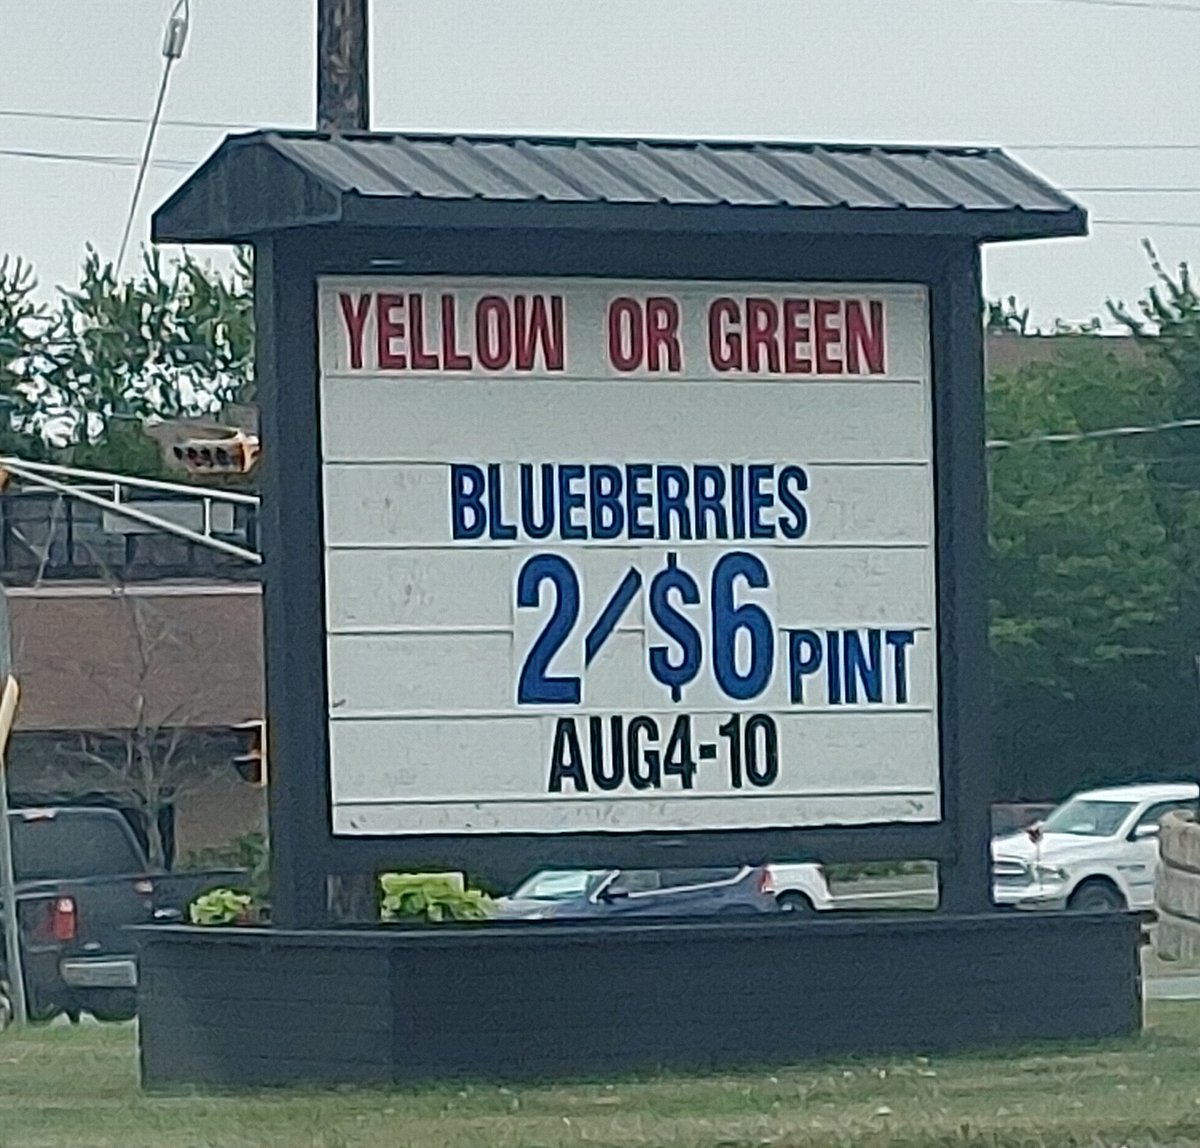 YELLOW OR GREEN
BLUEBERRIES
2/$6 PINT
AUG4-10